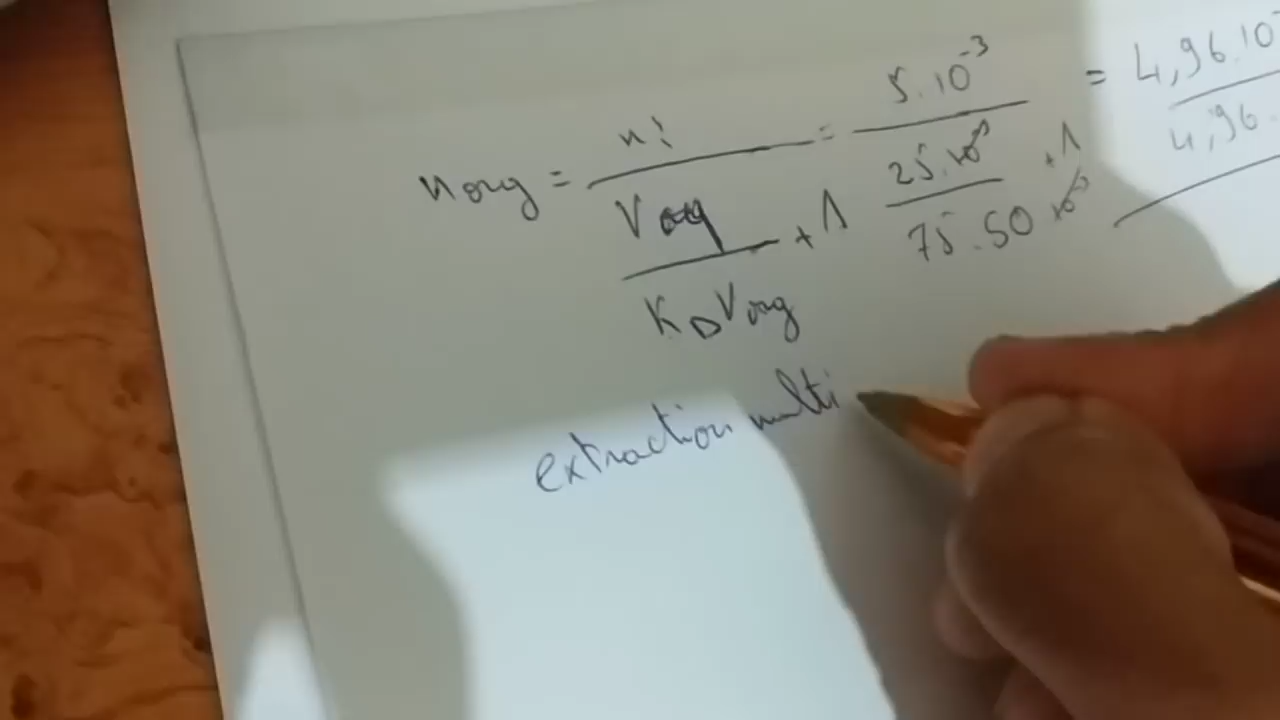 n org = n i / (V aq / (K D V org) + 1) = 5.10⁻³ / (25.10⁻³ / (75.50 10⁻³) + 1) = 4,96.10 / 4,96.
extraction multi